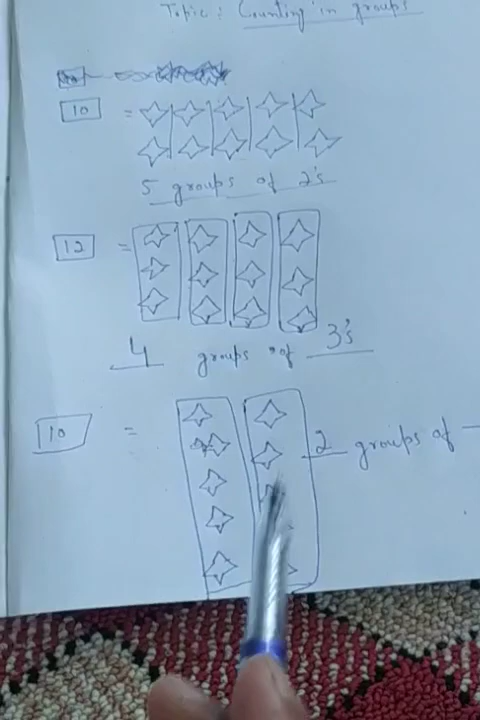 Topic : Counting in groups
10 =
5 groups of 2's
12 =
4 groups of 3's
10 = 2 groups of